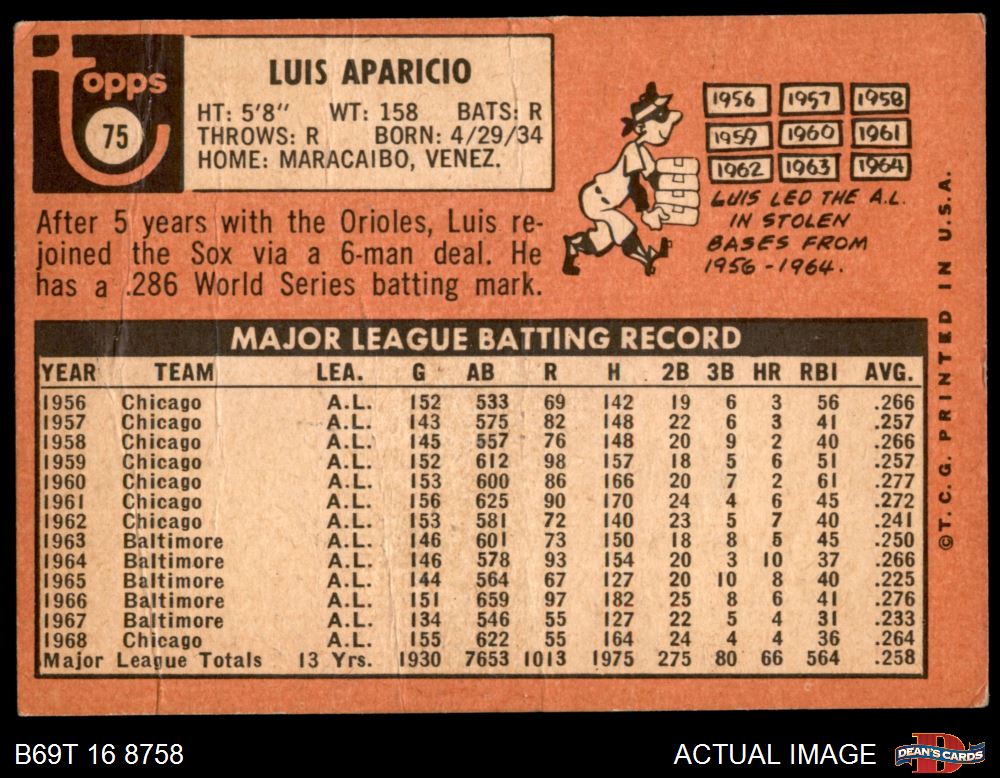 Topps
75
LUIS APARICIO
HT: 5'8" WT: 158 BATS: R
THROWS: R BORN: 4/29/34
HOME: MARACAIBO, VENEZ.
1956 1957 1958
1959 1960 1961
1962 1963 1964
LUIS LED THE A.L.
IN STOLEN
BASES FROM
1956-1964.
After 5 years with the Orioles, Luis re-
joined the Sox via a 6-man deal. He
has a .286 World Series batting mark.
MAJOR LEAGUE BATTING RECORD
YEAR TEAM LEA. G AB R H 2B 3B HR RBI AVG.
1956 Chicago A.L. 152 533 69 142 19 6 3 56 .266
1957 Chicago A.L. 143 575 82 148 22 6 3 41 .257
1958 Chicago A.L. 145 557 76 148 20 9 2 40 .266
1959 Chicago A.L. 152 612 98 157 18 5 6 51 .257
1960 Chicago A.L. 153 600 86 166 20 7 2 61 .277
1961 Chicago A.L. 156 625 90 170 24 4 6 45 .272
1962 Chicago A.L. 153 581 72 140 23 5 7 40 .241
1963 Baltimore A.L. 146 601 73 150 18 8 5 45 .250
1964 Baltimore A.L. 146 578 93 154 20 3 10 37 .266
1965 Baltimore A.L. 144 564 67 127 20 10 8 40 .225
1966 Baltimore A.L. 151 659 97 182 25 8 6 41 .276
1967 Baltimore A.L. 134 546 55 127 22 5 4 31 .233
1968 Chicago A.L. 155 622 55 164 24 4 4 36 .264
Major League Totals 13 Yrs. 1930 7653 1013 1975 275 80 66 564 .258
©T.C.G. PRINTED IN U.S.A.
B69T 16 8758
ACTUAL IMAGE
DEAN'S CARDS